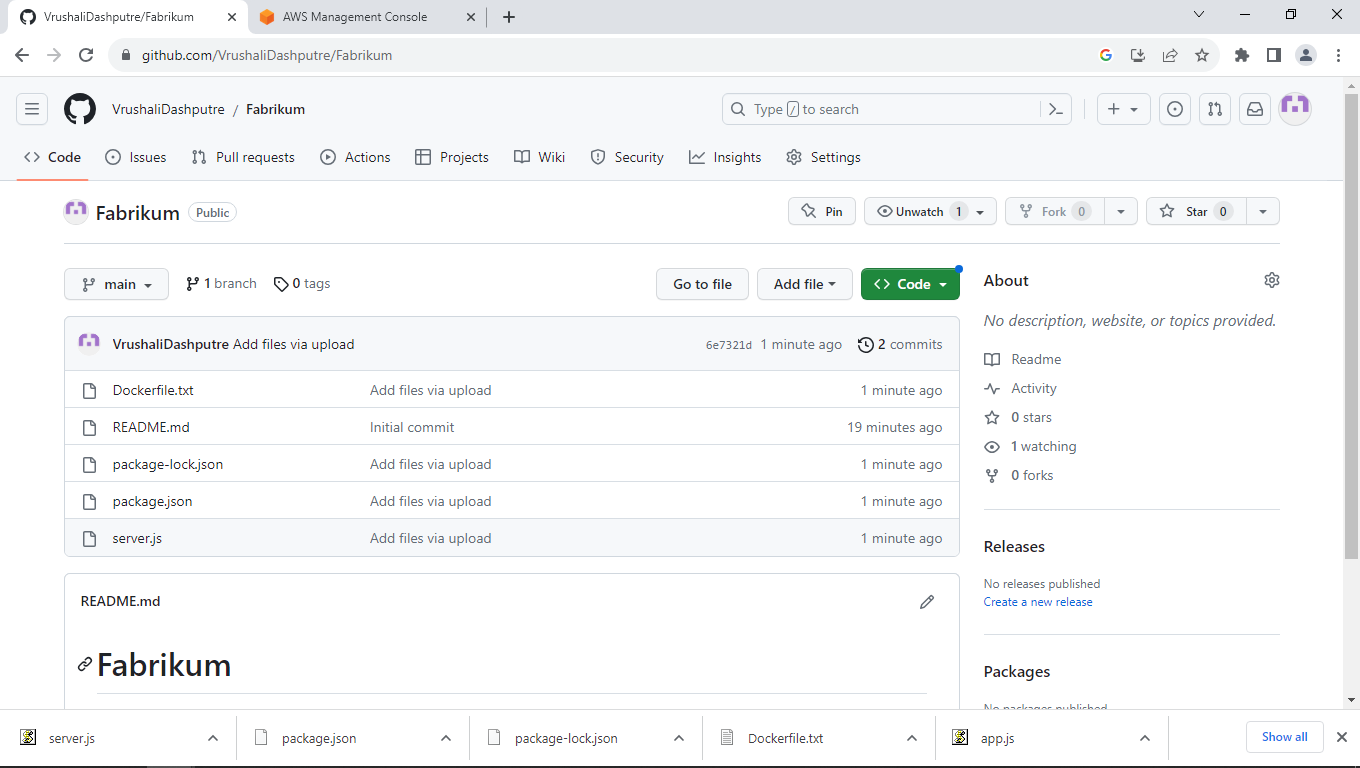 VrushaliDashputre/Fabrikum
AWS Management Console
github.com/VrushaliDashputre/Fabrikum
VrushaliDashputre / Fabrikum
Type / to search
Code
Issues
Pull requests
Actions
Projects
Wiki
Security
Insights
Settings
Fabrikum Public
Pin
Unwatch 1
Fork 0
Star 0
main
1 branch
0 tags
Go to file
Add file
Code
VrushaliDashputre Add files via upload 6e7321d 1 minute ago 2 commits
Dockerfile.txt Add files via upload 1 minute ago
README.md Initial commit 19 minutes ago
package-lock.json Add files via upload 1 minute ago
package.json Add files via upload 1 minute ago
server.js Add files via upload 1 minute ago
README.md
Fabrikum
About
No description, website, or topics provided.
Readme
Activity
0 stars
1 watching
0 forks
Releases
No releases published
Create a new release
Packages
No packages published
server.js
package.json
package-lock.json
Dockerfile.txt
app.js
Show all